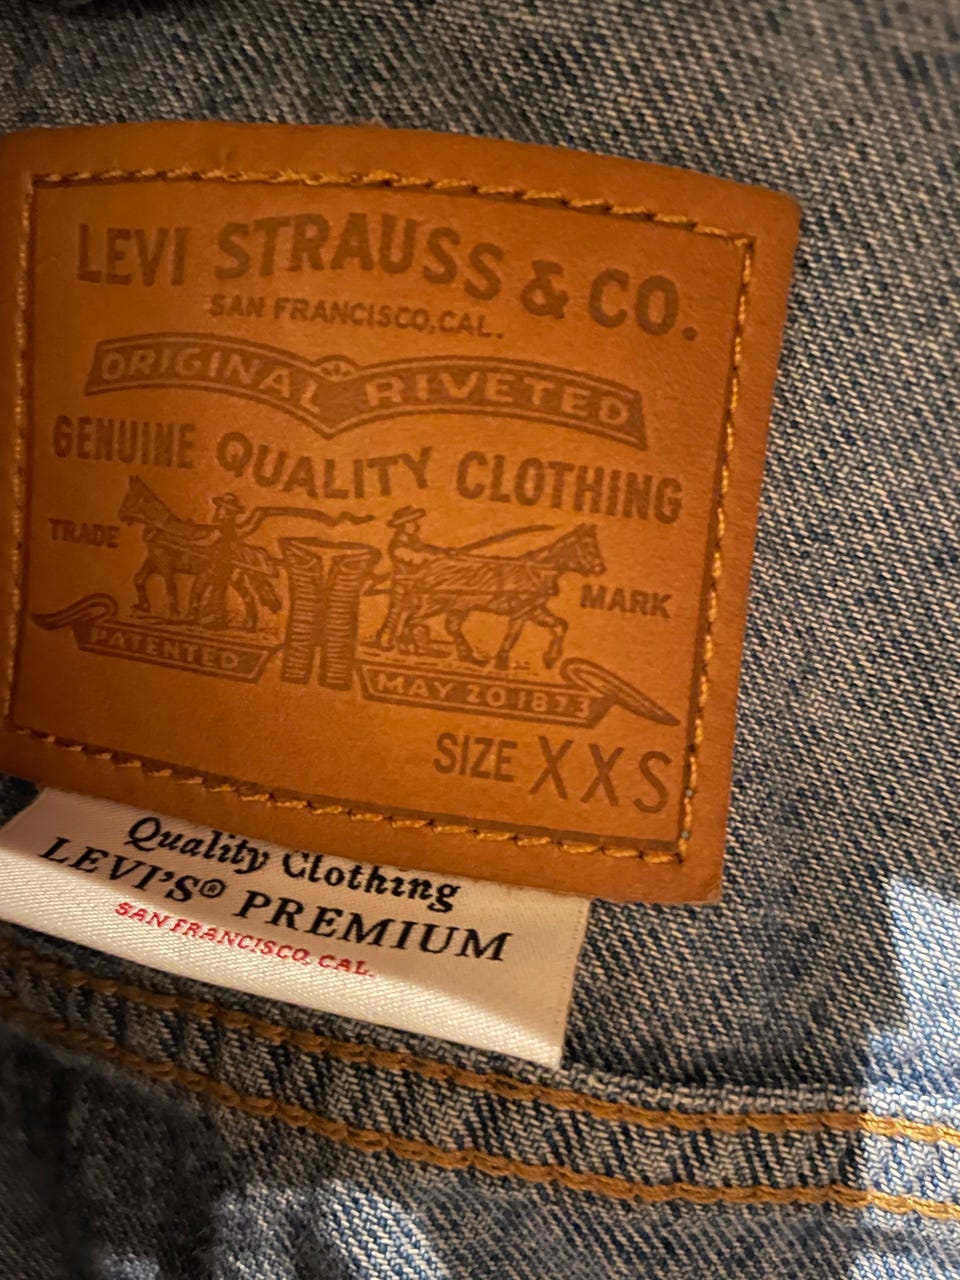 LEVI STRAUSS & CO.
SAN FRANCISCO, CAL.
ORIGINAL RIVETED
GENUINE QUALITY CLOTHING
TRADE MARK
PATENTED MAY 20 1873
SIZE XXS
Quality Clothing
LEVI'S® PREMIUM
SAN FRANCISCO, CAL.